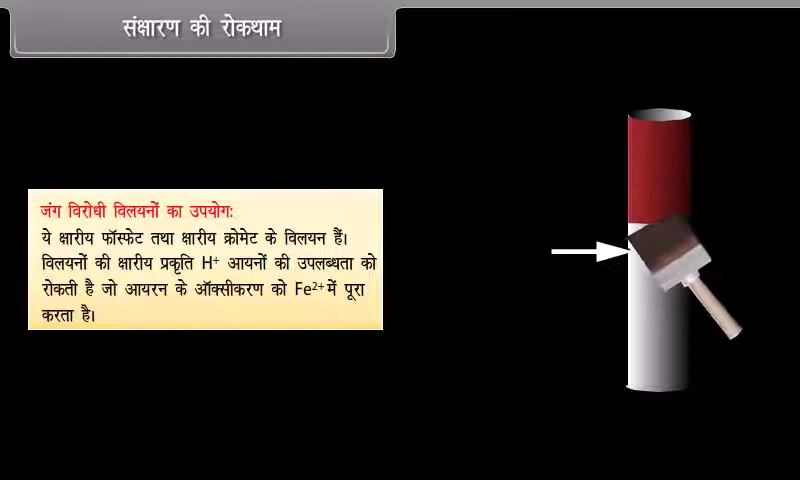 संक्षारण की रोकथाम
जंग विरोधी विलयनों का उपयोग:
ये क्षारीय फॉस्फेट तथा क्षारीय क्रोमेट के विलयन हैं।
विलयनों की क्षारीय प्रकृति H⁺ आयनों की उपलब्धता को
रोकती है जो आयरन के ऑक्सीकरण को Fe²⁺ में पूरा
करता है।